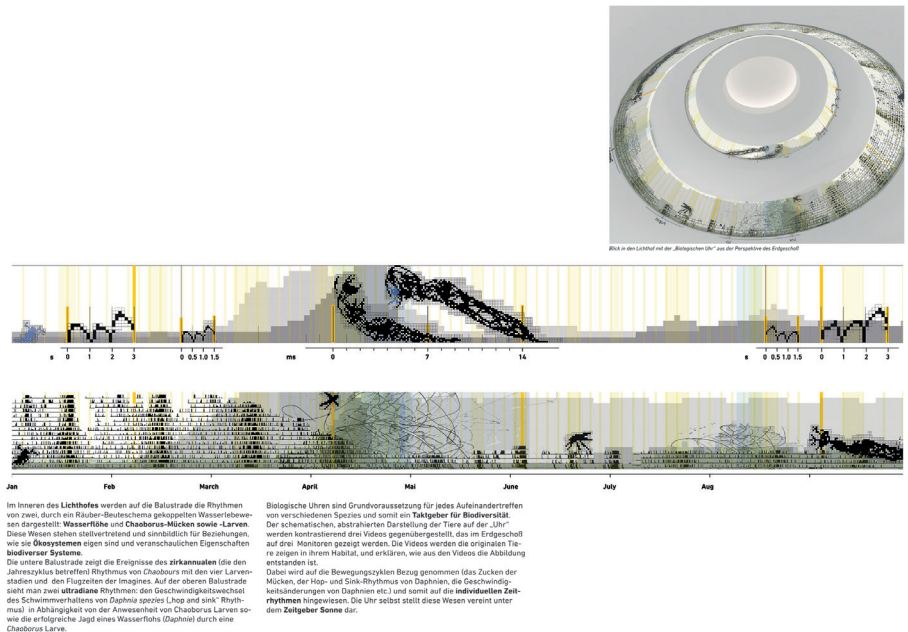 Blick in den Lichthof mit der „Biologischen Uhr" aus der Perspektive des Erdgeschoß
s 0 1 2 3 0 0.5 1.0 1.5 ms 0 7 14 s 0 0.5 1.0 1.5 0 1 2 3
Jan Feb March April Mai June July Aug
Im Inneren des Lichthofes werden auf die Balustrade die Rhythmen
von zwei, durch ein Räuber-Beuteschema gekoppelten Wasserlebewe-
sen dargestellt: Wasserflöhe und Chaoborus-Mücken sowie -Larven.
Diese Wesen stehen stellvertretend und sinnbildlich für Beziehungen,
wie sie Ökosystemen eigen sind und veranschaulichen Eigenschaften
biodiverser Systeme.
Die untere Balustrade zeigt die Ereignisse des zirkannualen (die den
Jahreszyklus betreffen) Rhythmus von Chaobours mit den vier Larven-
stadien und den Flugzeiten der Imagines. Auf der oberen Balustrade
sieht man zwei ultradiane Rhythmen: den Geschwindigkeitswechsel
des Schwimmverhaltens von Daphnia spezies („hop and sink" Rhyth-
mus) in Abhängigkeit von der Anwesenheit von Chaoborus Larven so-
wie die erfolgreiche Jagd eines Wasserflohs (Daphnie) durch eine
Chaoborus Larve.
Biologische Uhren sind Grundvoraussetzung für jedes Aufeinandertreffen
von verschiedenen Spezies und somit ein Taktgeber für Biodiversität.
Der schematischen, abstrahierten Darstellung der Tiere auf der „Uhr"
werden kontrastierend drei Videos gegenübergestellt, das im Erdgeschoß
auf drei Monitoren gezeigt werden. Die Videos werden die originalen Tie-
re zeigen in ihrem Habitat, und erklären, wie aus den Videos die Abbildung
entstanden ist.
Dabei wird auf die Bewegungszyklen Bezug genommen (das Zucken der
Mücken, der Hop- und Sink-Rhythmus von Daphnien, die Geschwindig-
keitsänderungen von Daphnien etc.) und somit auf die individuellen Zeit-
rhythmen hingewiesen. Die Uhr selbst stellt diese Wesen vereint unter
dem Zeitgeber Sonne dar.